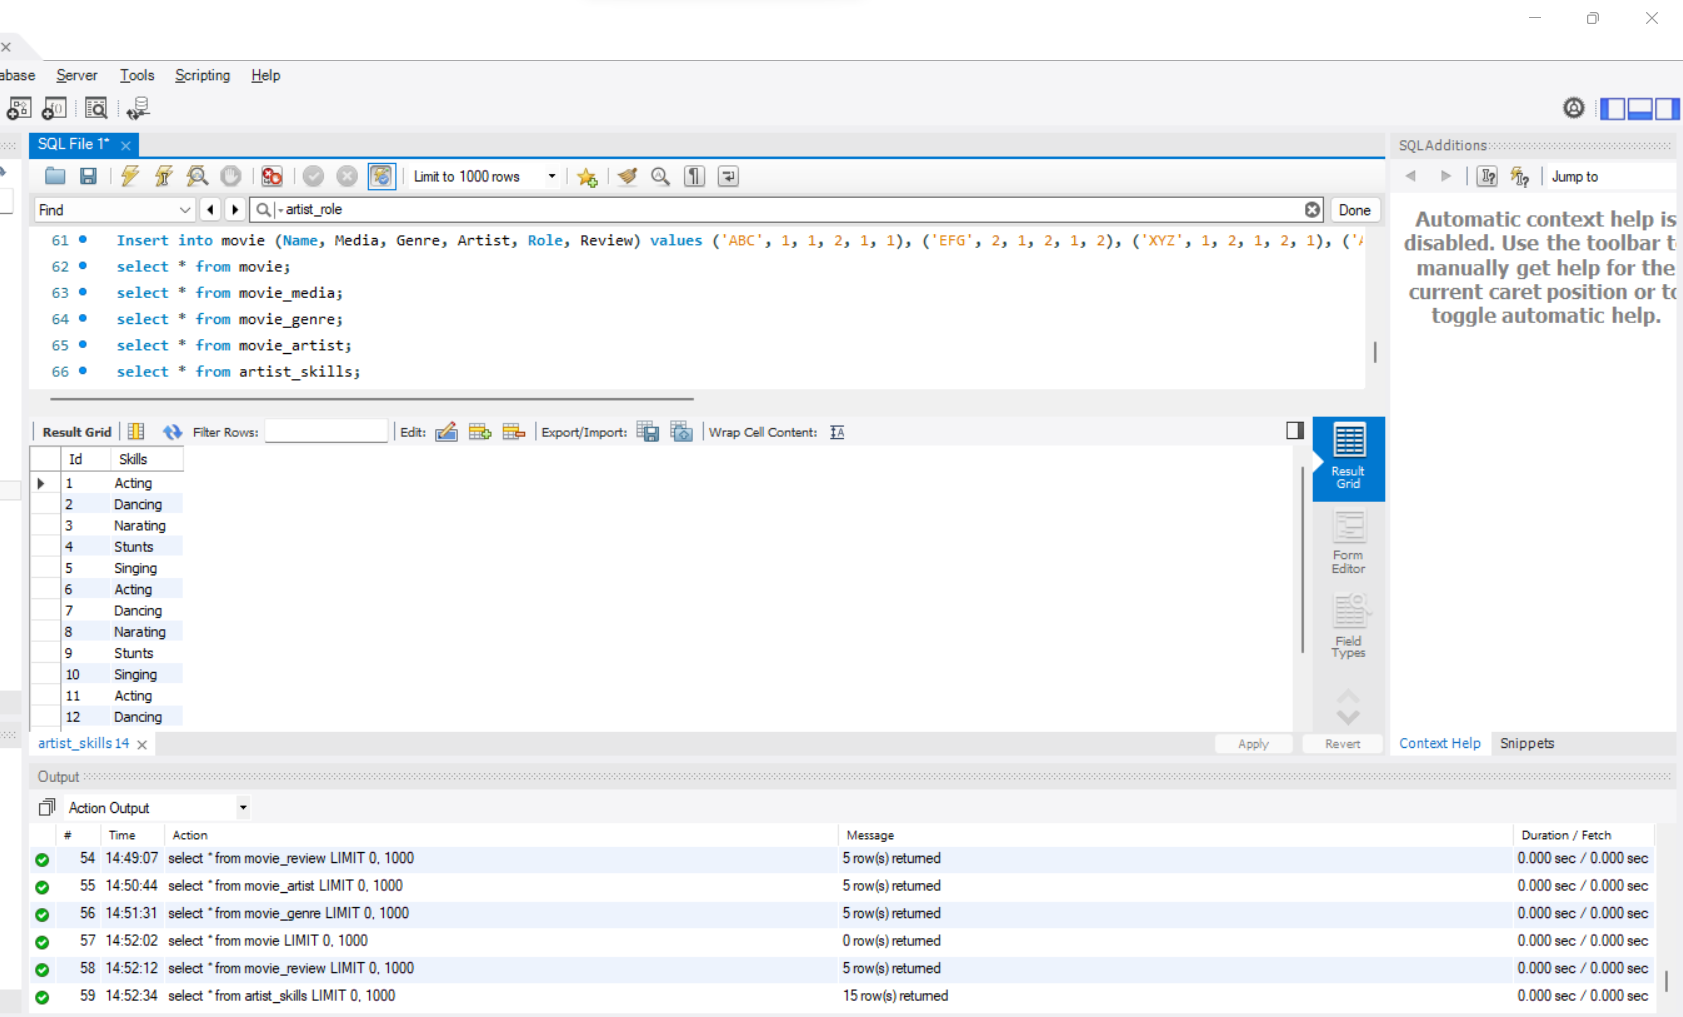 abase Server Tools Scripting Help
SQL File 1*
SQLAdditions
Limit to 1000 rows
Jump to
Find artist_role Done
61 Insert into movie (Name, Media, Genre, Artist, Role, Review) values ('ABC', 1, 1, 2, 1, 1), ('EFG', 2, 1, 2, 1, 2), ('XYZ', 1, 2, 1, 2, 1), ('A
62 select * from movie;
63 select * from movie_media;
64 select * from movie_genre;
65 select * from movie_artist;
66 select * from artist_skills;
Automatic context help is
disabled. Use the toolbar t
manually get help for the
current caret position or to
toggle automatic help.
Result Grid Filter Rows: Edit: Export/Import: Wrap Cell Content:
Id Skills
1 Acting
2 Dancing
3 Narating
4 Stunts
5 Singing
6 Acting
7 Dancing
8 Narating
9 Stunts
10 Singing
11 Acting
12 Dancing
Result
Grid
Form
Editor
Field
Types
artist_skills 14
Apply Revert
Context Help Snippets
Output
Action Output
# Time Action Message Duration / Fetch
54 14:49:07 select * from movie_review LIMIT 0, 1000 5 row(s) returned 0.000 sec / 0.000 sec
55 14:50:44 select * from movie_artist LIMIT 0, 1000 5 row(s) returned 0.000 sec / 0.000 sec
56 14:51:31 select * from movie_genre LIMIT 0, 1000 5 row(s) returned 0.000 sec / 0.000 sec
57 14:52:02 select * from movie LIMIT 0, 1000 0 row(s) returned 0.000 sec / 0.000 sec
58 14:52:12 select * from movie_review LIMIT 0, 1000 5 row(s) returned 0.000 sec / 0.000 sec
59 14:52:34 select * from artist_skills LIMIT 0, 1000 15 row(s) returned 0.000 sec / 0.000 sec